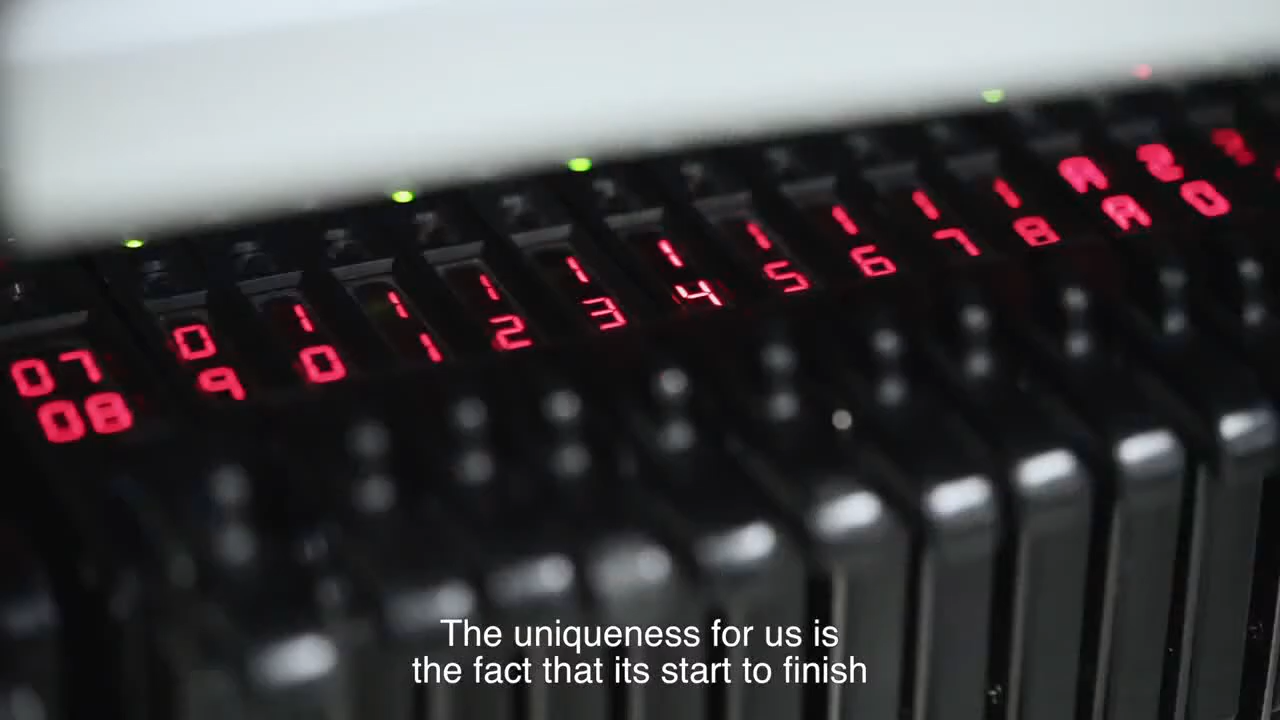 07 0 1 1 1 1 1 1 1 1 1 A 2
08 9 0 1 2 3 4 5 6 7 8 A 0
The uniqueness for us is
the fact that its start to finish